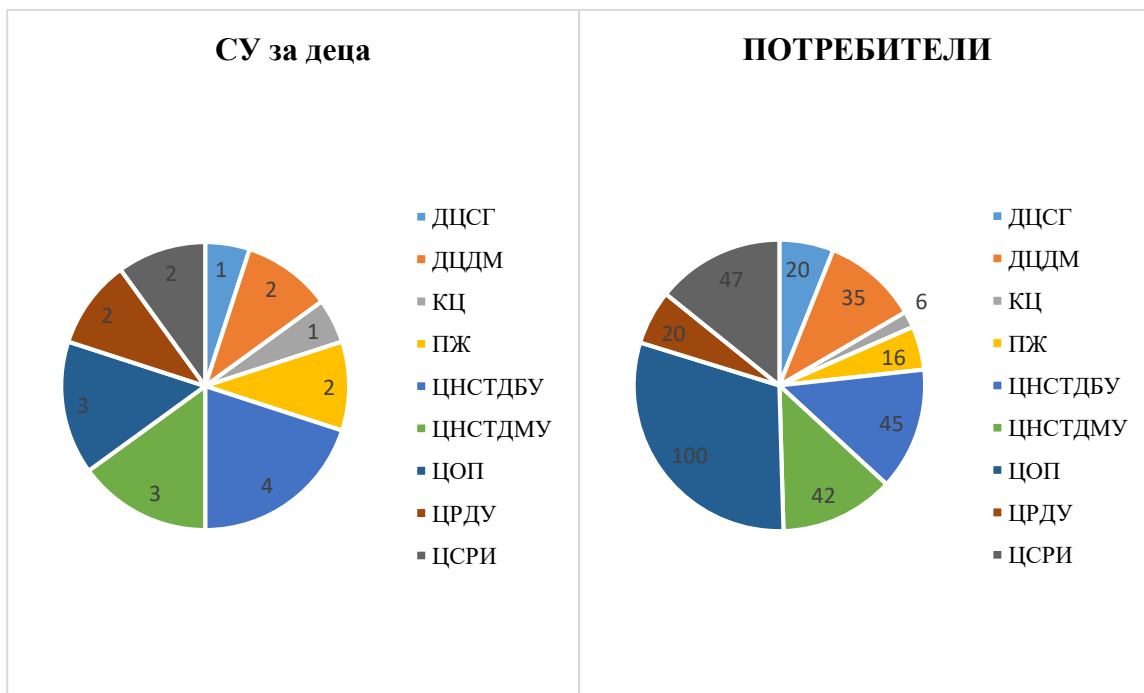 СУ за деца
1
2
1
2
4
3
3
2
2
ДЦСГ
ДЦДМ
КЦ
ПЖ
ЦНСТДБУ
ЦНСТДМУ
ЦОП
ЦРДУ
ЦСРИ
ПОТРЕБИТЕЛИ
20
35
6
16
45
42
100
20
47
ДЦСГ
ДЦДМ
КЦ
ПЖ
ЦНСТДБУ
ЦНСТДМУ
ЦОП
ЦРДУ
ЦСРИ